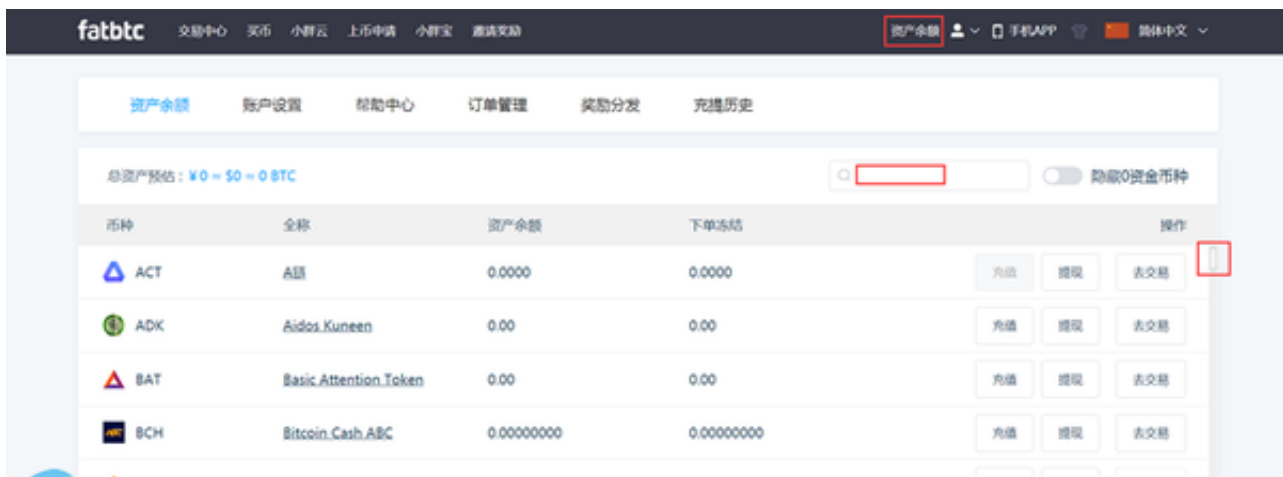 fatbtc 交易中心 买币 小胖云 上币申请 小胖宝 邀请奖励 资产余额 手机APP 简体中文
资产余额 账户设置 帮助中心 订单管理 奖励分发 充提历史
总资产预估：¥0 ≈ $0 ≈ 0 BTC 隐藏0资金币种
币种 全称 资产余额 下单冻结 操作
ACT 0.0000 0.0000 充值 提现 去交易
ADK Aidos Kuneen 0.00 0.00 充值 提现 去交易
BAT Basic Attention Token 0.00 0.00 充值 提现 去交易
BCH Bitcoin Cash ABC 0.00000000 0.00000000 充值 提现 去交易